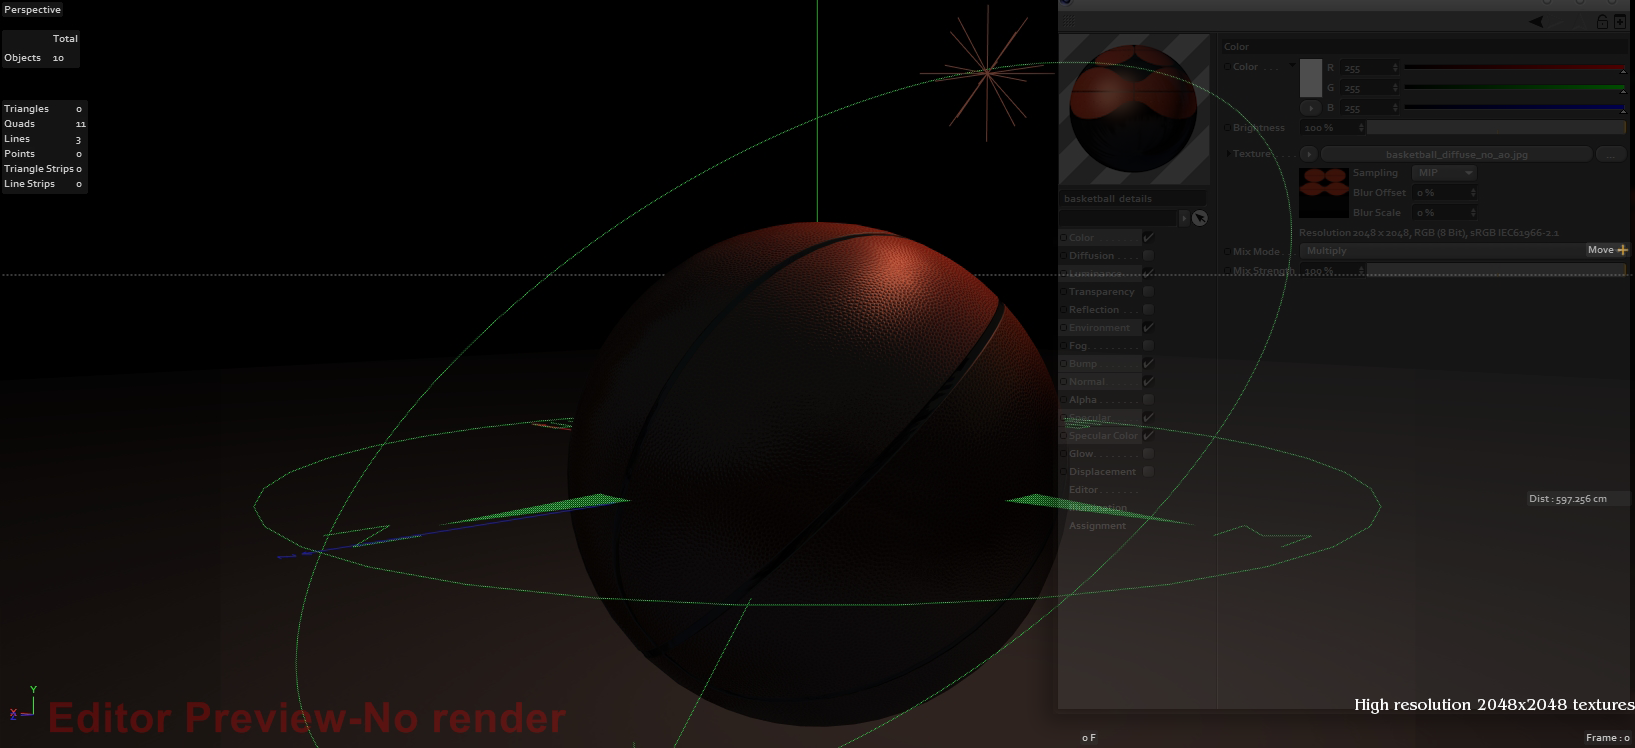 Perspective
Total
Objects 10
Triangles 0
Quads 11
Lines 3
Points 0
Triangle Strips 0
Line Strips 0
Color
Color . . .
R 255
G 255
B 255
Brightness 100 %
Texture . . . . basketball_diffuse_no_ao.jpg ...
Sampling MIP
Blur Offset 0 %
Blur Scale 0 %
Resolution 2048 x 2048, RGB (8 Bit), sRGB IEC61966-2.1
Mix Mode . Multiply
Move
Mix Strength 100 %
basketball details
Color
Diffusion
Luminance
Transparency
Reflection
Environment
Fog
Bump
Normal
Alpha
Specular
Specular Color
Glow
Displacement
Editor
Assignment
Dist : 597.256 cm
Y
X
Z
Editor Preview-No render
High resolution 2048x2048 textures
0 F
Frame : 0